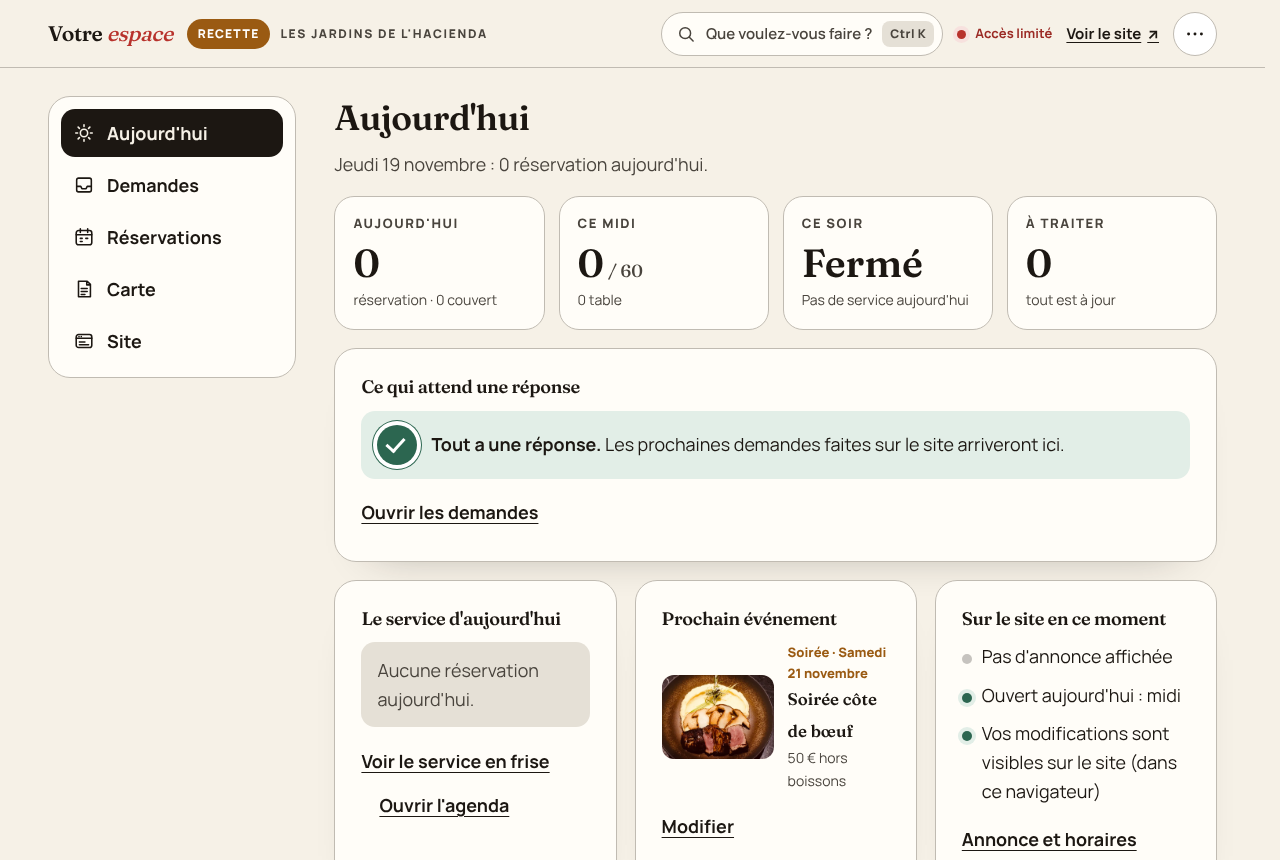 Votre espace RECETTE LES JARDINS DE L'HACIENDA
Que voulez-vous faire ? Ctrl K
Accès limité
Voir le site
Aujourd'hui
Demandes
Réservations
Carte
Site
Aujourd'hui
Jeudi 19 novembre : 0 réservation aujourd'hui.
AUJOURD'HUI
0
réservation · 0 couvert
CE MIDI
0 / 60
0 table
CE SOIR
Fermé
Pas de service aujourd'hui
À TRAITER
0
tout est à jour
Ce qui attend une réponse
Tout a une réponse. Les prochaines demandes faites sur le site arriveront ici.
Ouvrir les demandes
Le service d'aujourd'hui
Aucune réservation
aujourd'hui.
Voir le service en frise
Ouvrir l'agenda
Prochain événement
Soirée · Samedi
21 novembre
Soirée côte
de bœuf
50 € hors
boissons
Modifier
Sur le site en ce moment
Pas d'annonce affichée
Ouvert aujourd'hui : midi
Vos modifications sont
visibles sur le site (dans
ce navigateur)
Annonce et horaires